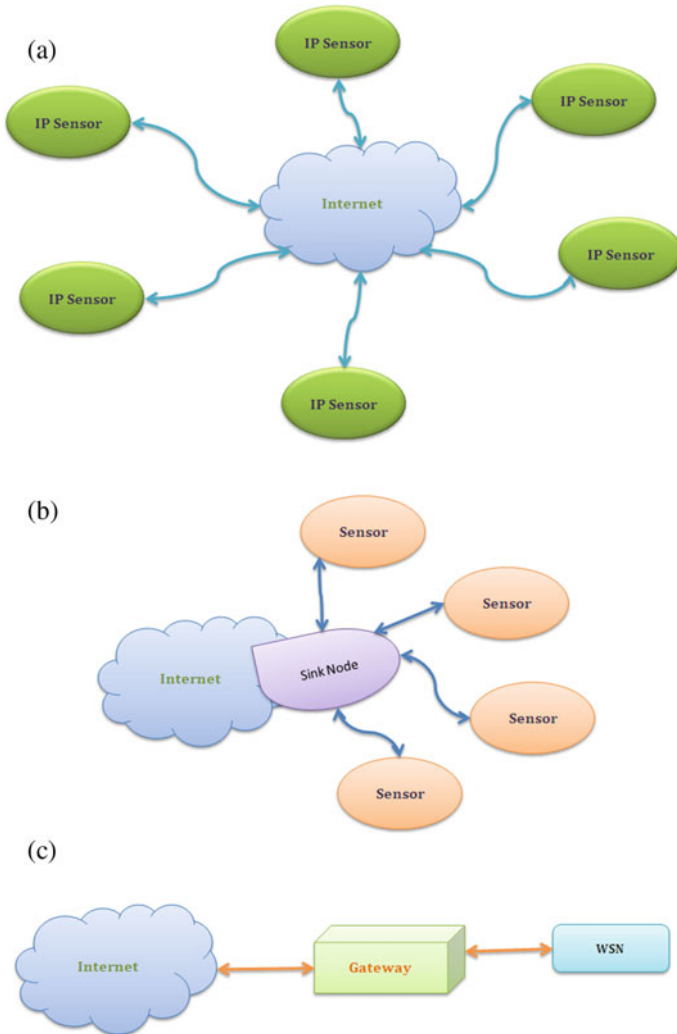 (a)
IP Sensor
IP Sensor
IP Sensor
Internet
IP Sensor
IP Sensor
IP Sensor
(b)
Sensor
Sensor
Internet
Sink Node
Sensor
Sensor
(c)
Internet
Gateway
WSN